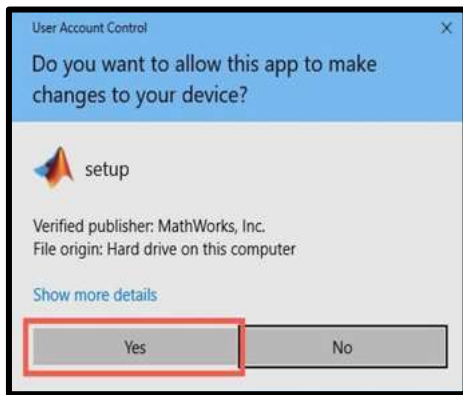 User Account Control
Do you want to allow this app to make
changes to your device?
setup
Verified publisher: MathWorks, Inc.
File origin: Hard drive on this computer
Show more details
Yes
No